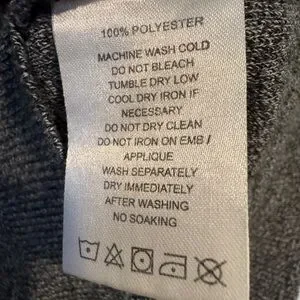 100% POLYESTER
MACHINE WASH COLD
DO NOT BLEACH
TUMBLE DRY LOW
COOL DRY IRON IF
NECESSARY
DO NOT DRY CLEAN
DO NOT IRON ON EMB /
APPLIQUE
WASH SEPARATELY
DRY IMMEDIATELY
AFTER WASHING
NO SOAKING